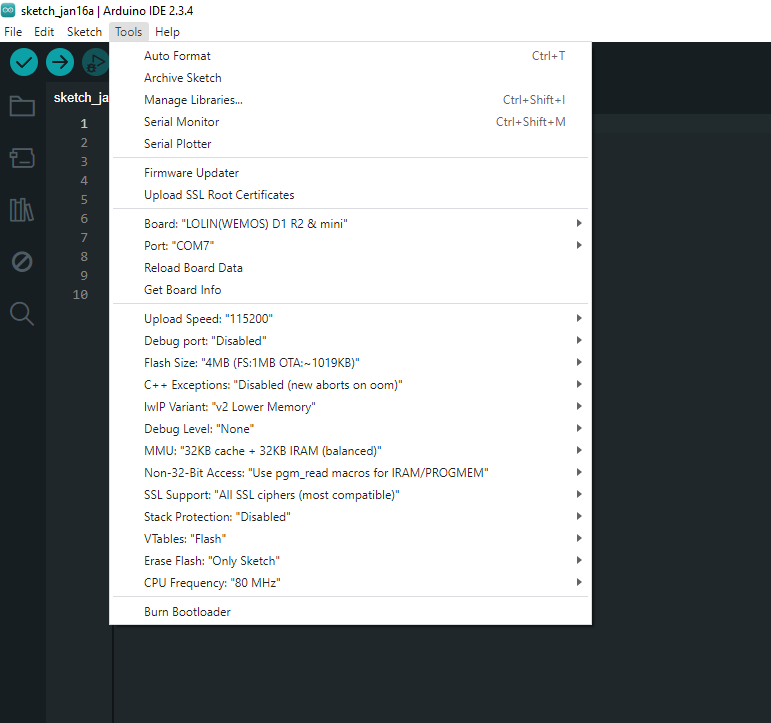 sketch_jan16a | Arduino IDE 2.3.4
File Edit Sketch Tools Help
sketch_ja
Auto Format Ctrl+T
Archive Sketch
Manage Libraries... Ctrl+Shift+I
Serial Monitor Ctrl+Shift+M
Serial Plotter
Firmware Updater
Upload SSL Root Certificates
Board: "LOLIN(WEMOS) D1 R2 & mini"
Port: "COM7"
Reload Board Data
Get Board Info
Upload Speed: "115200"
Debug port: "Disabled"
Flash Size: "4MB (FS:1MB OTA:~1019KB)"
C++ Exceptions: "Disabled (new aborts on oom)"
lwIP Variant: "v2 Lower Memory"
Debug Level: "None"
MMU: "32KB cache + 32KB IRAM (balanced)"
Non-32-Bit Access: "Use pgm_read macros for IRAM/PROGMEM"
SSL Support: "All SSL ciphers (most compatible)"
Stack Protection: "Disabled"
VTables: "Flash"
Erase Flash: "Only Sketch"
CPU Frequency: "80 MHz"
Burn Bootloader
1
2
3
4
5
6
7
8
9
10